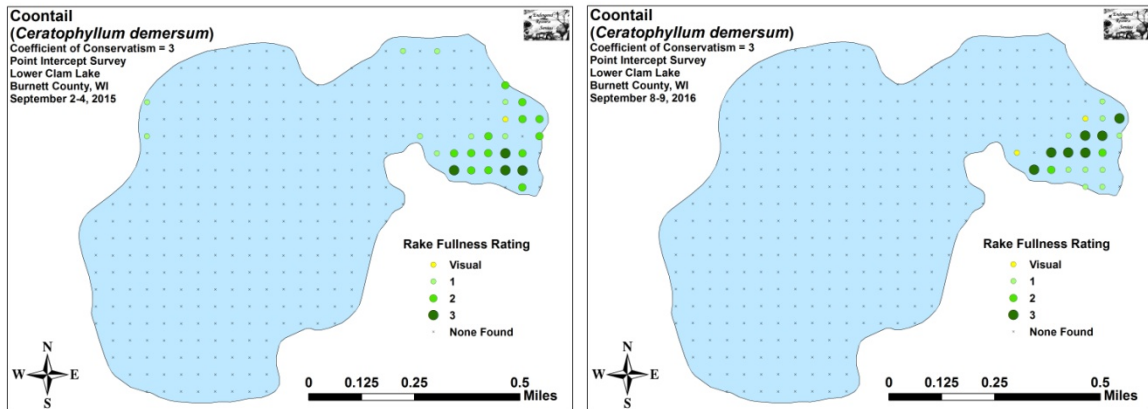 Coontail
(Ceratophyllum demersum)
Coefficient of Conservatism = 3
Point Intercept Survey
Lower Clam Lake
Burnett County, WI
September 2-4, 2015
Rake Fullness Rating
Visual
1
2
3
None Found
N
W E
S
0 0.125 0.25 0.5
Miles
Coontail
(Ceratophyllum demersum)
Coefficient of Conservatism = 3
Point Intercept Survey
Lower Clam Lake
Burnett County, WI
September 8-9, 2016
Rake Fullness Rating
Visual
1
2
3
None Found
N
W E
S
0 0.125 0.25 0.5
Miles